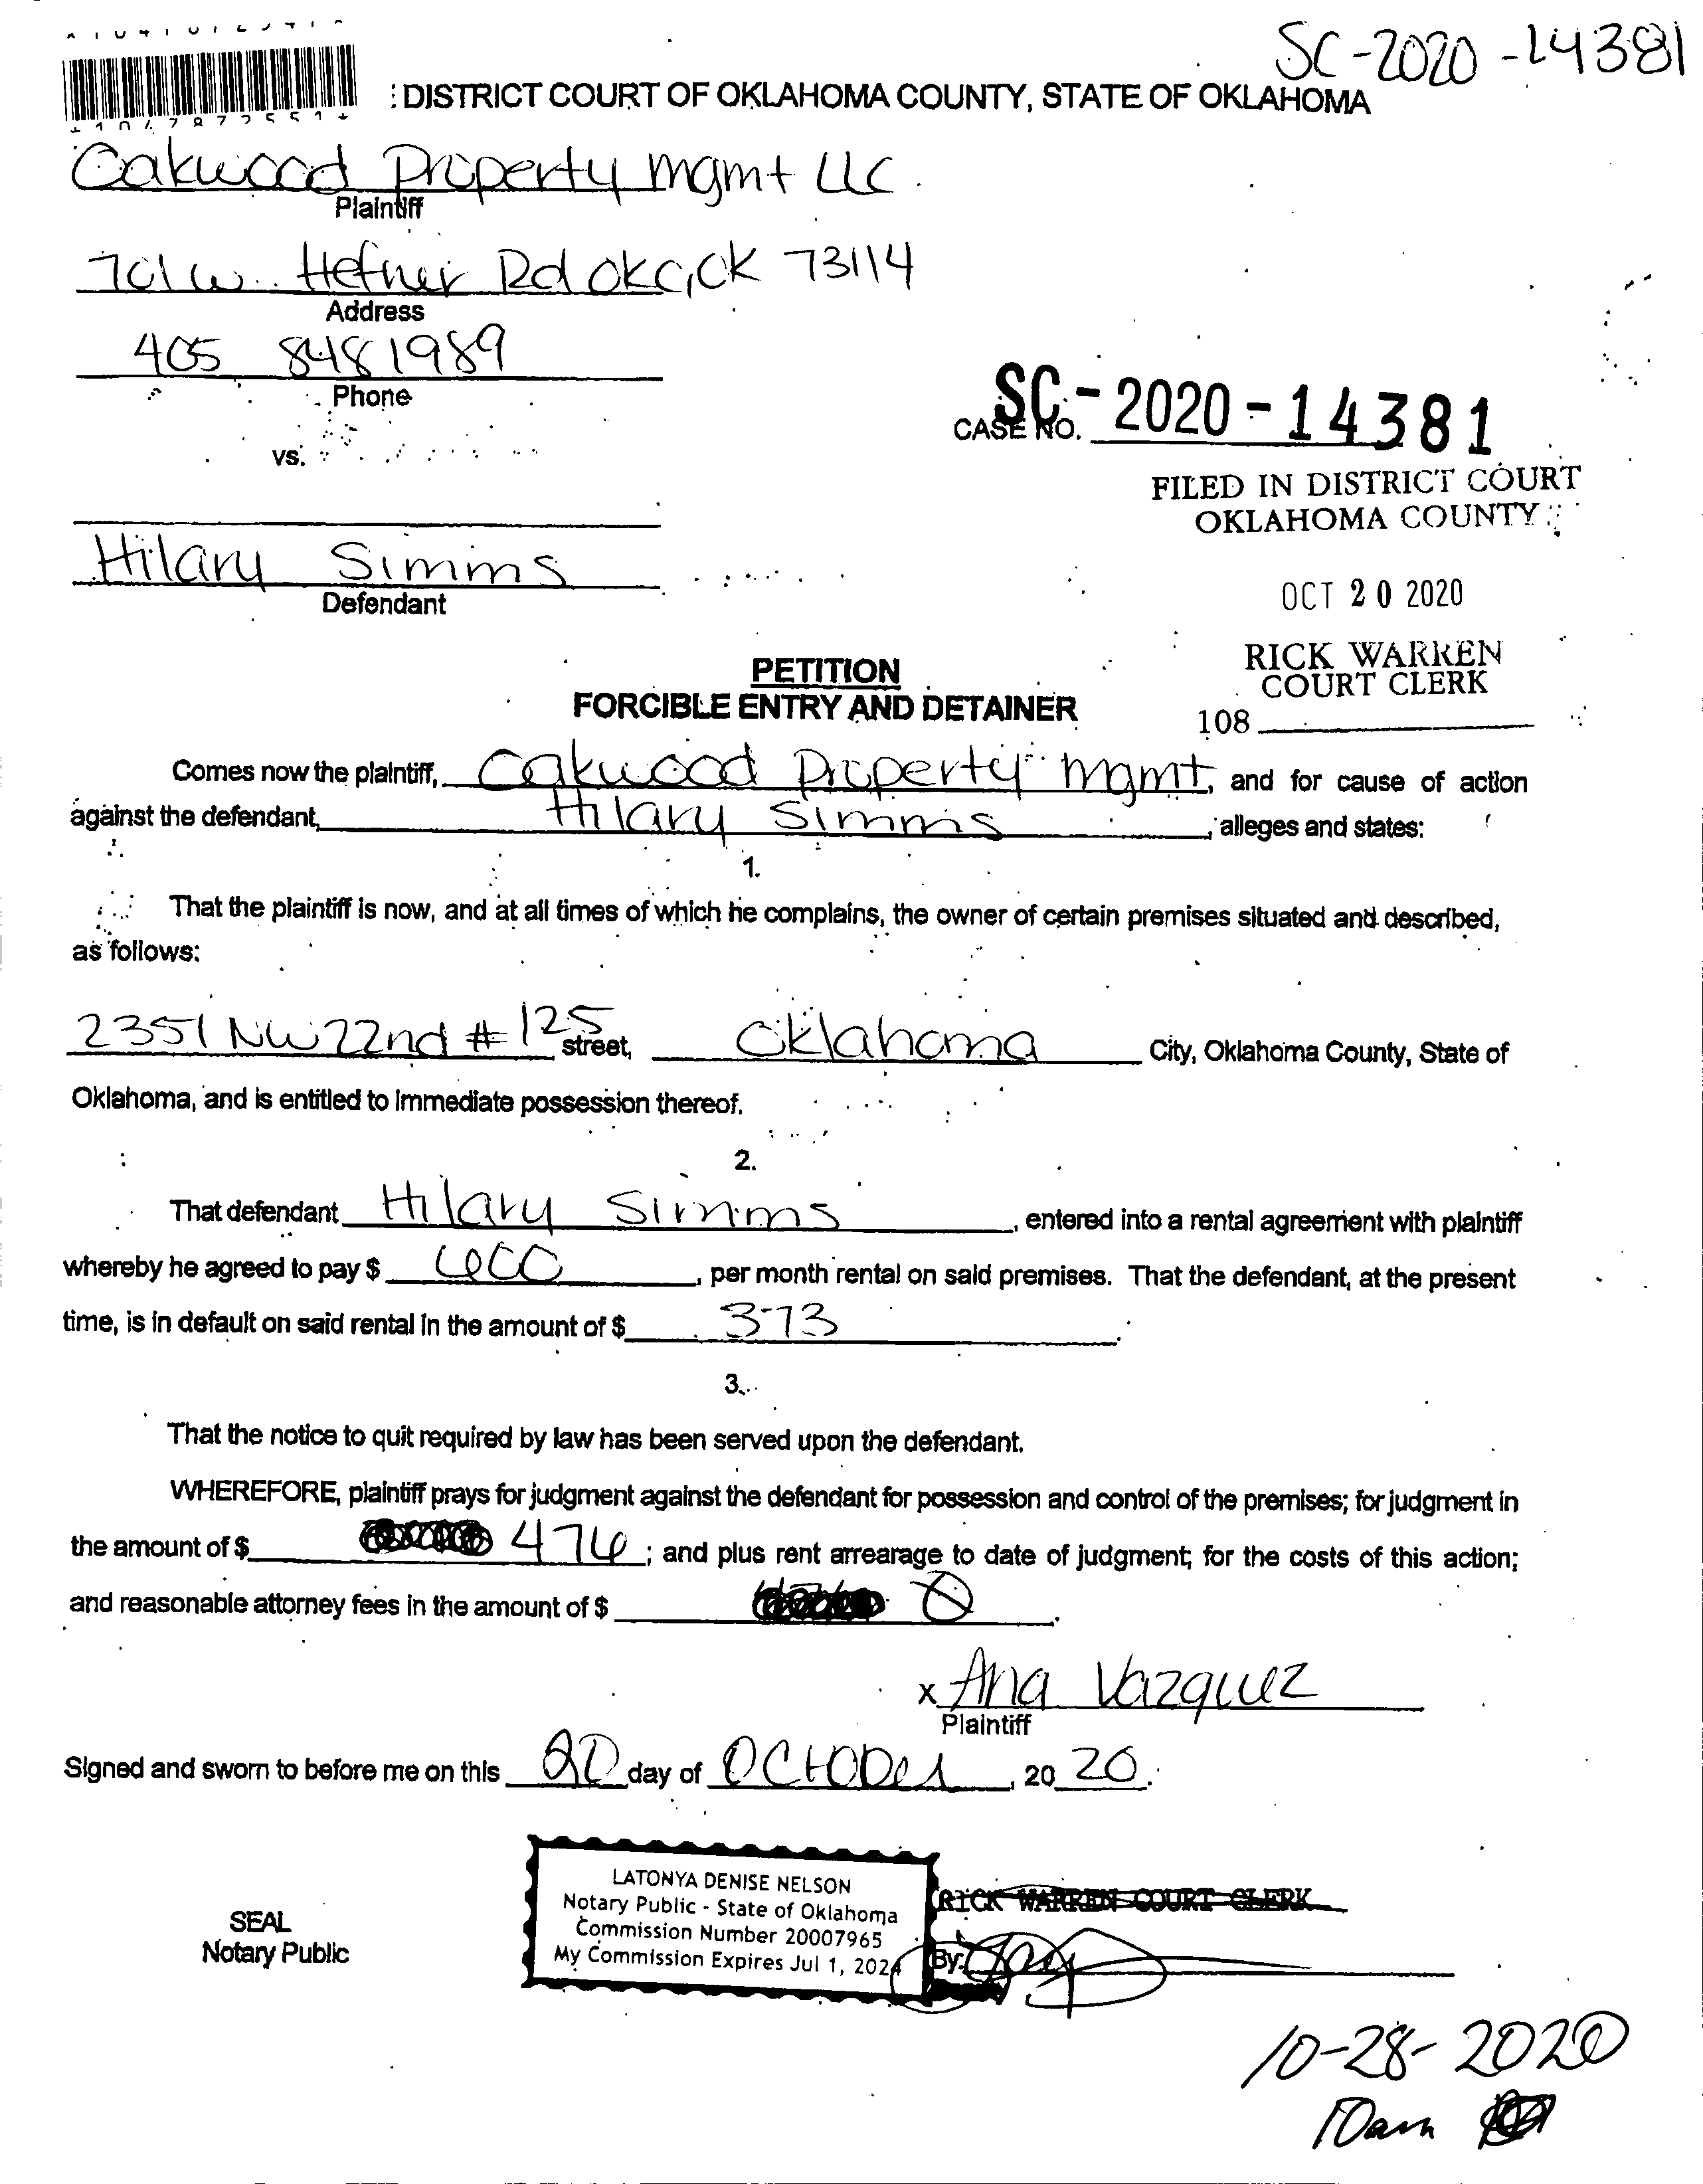 SC-2020-14381
: DISTRICT COURT OF OKLAHOMA COUNTY, STATE OF OKLAHOMA
Oakwood Property Mgmt LLC
Plaintiff
701 W. Hefner Rd OKC, OK 73114
Address
405 848 1989
Phone
vs.
CASE NO. SC-2020-14381
FILED IN DISTRICT COURT
OKLAHOMA COUNTY
Hilary Simms
Defendant
OCT 20 2020
RICK WARREN
COURT CLERK
108
PETITION
FORCIBLE ENTRY AND DETAINER
Comes now the plaintiff, Oakwood Property Mgmt, and for cause of action
against the defendant, Hilary Simms, alleges and states:
1.
That the plaintiff is now, and at all times of which he complains, the owner of certain premises situated and described,
as follows:
2351 NW 22nd # 125 street, Oklahoma City, Oklahoma County, State of
Oklahoma, and is entitled to immediate possession thereof.
2.
That defendant Hilary Simms, entered into a rental agreement with plaintiff
whereby he agreed to pay $ 600, per month rental on said premises. That the defendant, at the present
time, is in default on said rental in the amount of $ 373.
3.
That the notice to quit required by law has been served upon the defendant.
WHEREFORE, plaintiff prays for judgment against the defendant for possession and control of the premises; for judgment in
the amount of $ 476; and plus rent arrearage to date of judgment; for the costs of this action;
and reasonable attorney fees in the amount of $ 0.
x Ana Vazquez
Plaintiff
Signed and sworn to before me on this 20 day of October, 20 20.
LATONYA DENISE NELSON
Notary Public - State of Oklahoma
Commission Number 20007965
My Commission Expires Jul 1, 2024
SEAL
Notary Public
RICK WARREN COURT CLERK
By:
10-28-2020
10am